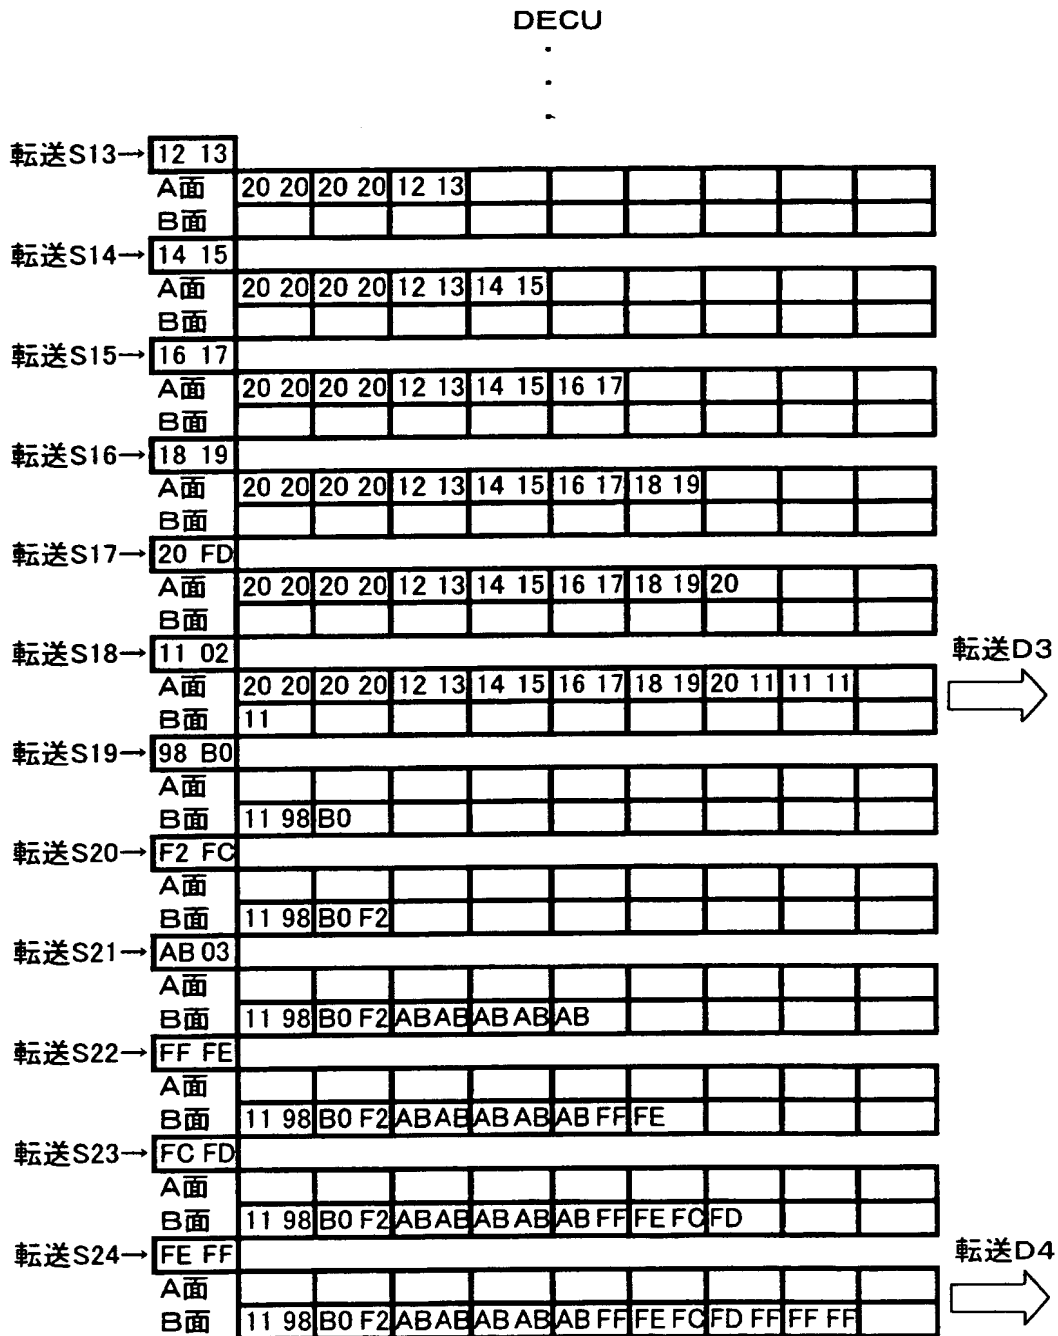 DECU
転送S13→ 12 13
A面 20 20 20 20 12 13
B面
転送S14→ 14 15
A面 20 20 20 20 12 13 14 15
B面
転送S15→ 16 17
A面 20 20 20 20 12 13 14 15 16 17
B面
転送S16→ 18 19
A面 20 20 20 20 12 13 14 15 16 17 18 19
B面
転送S17→ 20 FD
A面 20 20 20 20 12 13 14 15 16 17 18 19 20
B面
転送S18→ 11 02 転送D3
A面 20 20 20 20 12 13 14 15 16 17 18 19 20 11 11 11
B面 11
転送S19→ 98 B0
A面
B面 11 98 B0
転送S20→ F2 FC
A面
B面 11 98 B0 F2
転送S21→ AB 03
A面
B面 11 98 B0 F2 AB AB AB AB AB
転送S22→ FF FE
A面
B面 11 98 B0 F2 AB AB AB AB AB FF FE
転送S23→ FC FD
A面
B面 11 98 B0 F2 AB AB AB AB AB FF FE FC FD
転送S24→ FE FF 転送D4
A面
B面 11 98 B0 F2 AB AB AB AB AB FF FE FC FD FF FF FF